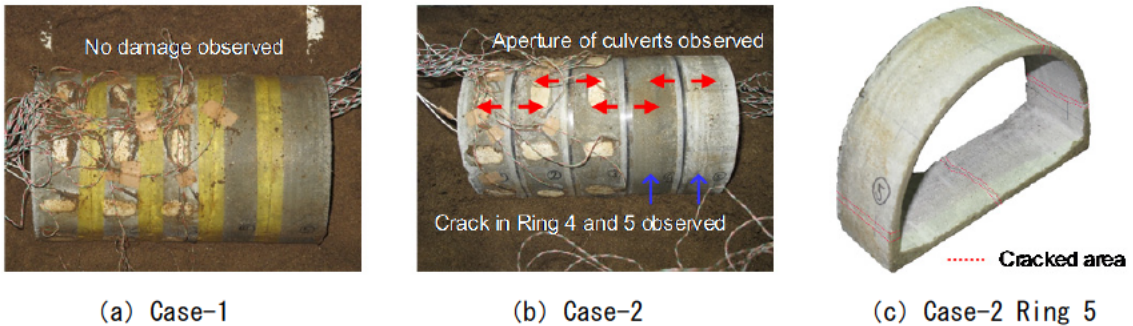 No damage observed
Aperture of culverts observed
Crack in Ring 4 and 5 observed
5
Cracked area
(a) Case-1
(b) Case-2
(c) Case-2 Ring 5